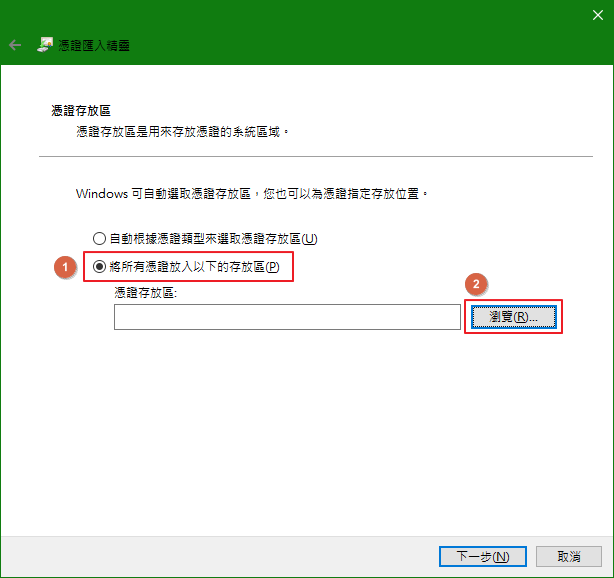 憑證匯入精靈
憑證存放區
憑證存放區是用來存放憑證的系統區域。
Windows 可自動選取憑證存放區，您也可以為憑證指定存放位置。
自動根據憑證類型來選取憑證存放區(U)
1 將所有憑證放入以下的存放區(P)
憑證存放區:
2
瀏覽(R)...
下一步(N) 取消